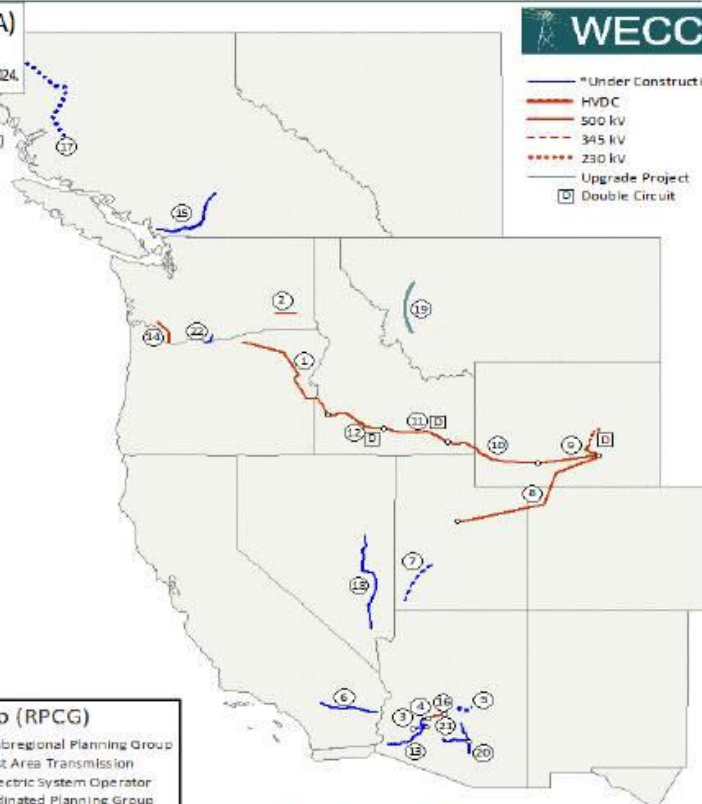 A)
024.
WECC
*Under Constructi
HVDC
500 kV
345 kV
230 kV
Upgrade Project
D Double Circuit
17
15
2
19
14
22
1
11 D
12 D
10
9 D
8
7
18
6
4
16
5
3
21
13
20
p (RPCG)
bregional Planning Group
t Area Transmission
ectric System Operator
dinated Planning Group